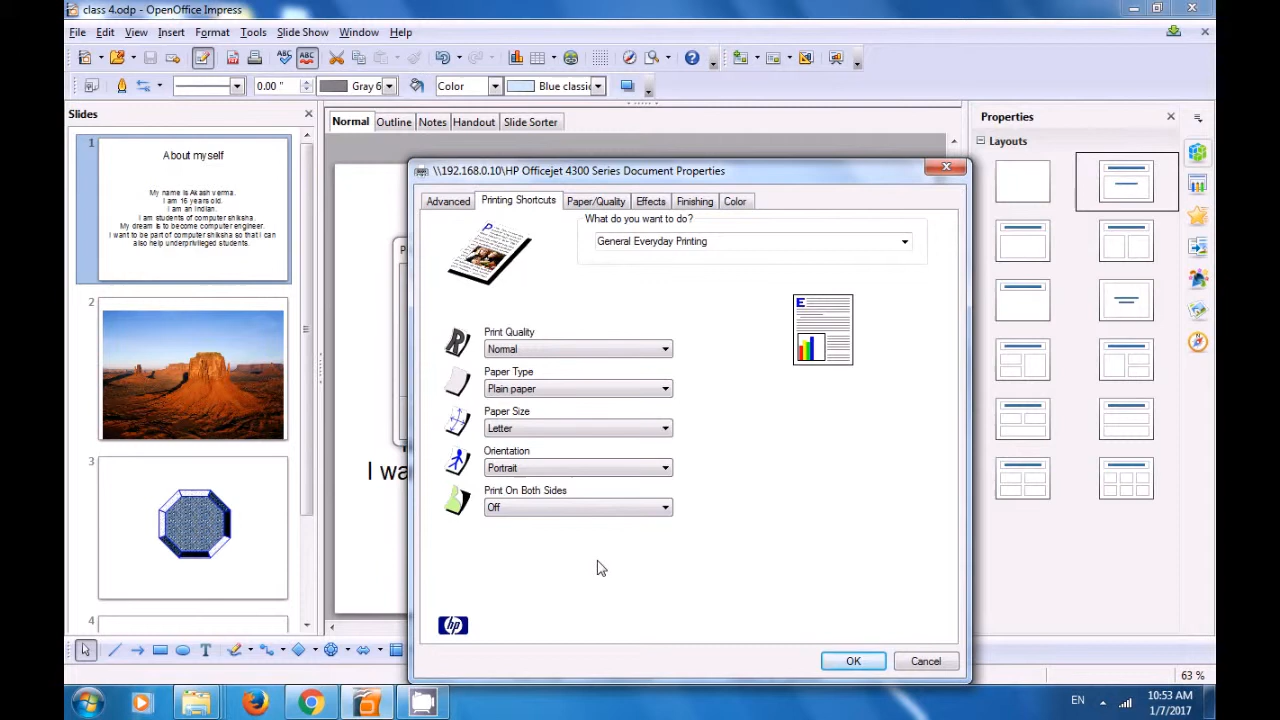 class 4.odp - OpenOffice Impress
File Edit View Insert Format Tools Slide Show Window Help
0.00 " Gray 6 Color Blue classic
Slides
Normal Outline Notes Handout Slide Sorter
Properties
Layouts
1
About myself
My name Is Akash verma.
I am 16 years old.
I am an Indian.
I am students of computer shiksha.
My dream is to become computer engineer.
I want to be part of computer shiksha so that I can
also help underprivileged students.
2
3
4
I wa
\\192.168.0.10\HP Officejet 4300 Series Document Properties
Advanced Printing Shortcuts Paper/Quality Effects Finishing Color
What do you want to do?
General Everyday Printing
Print Quality
Normal
Paper Type
Plain paper
Paper Size
Letter
Orientation
Portrait
Print On Both Sides
Off
E
hp
OK Cancel
63 %
EN
10:53 AM
1/7/2017